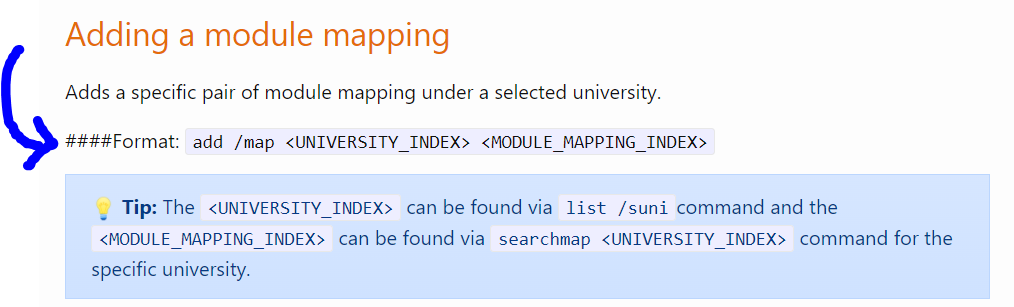 Adding a module mapping
Adds a specific pair of module mapping under a selected university.
####Format: add /map <UNIVERSITY_INDEX> <MODULE_MAPPING_INDEX>
💡 Tip: The <UNIVERSITY_INDEX> can be found via list /suni command and the
<MODULE_MAPPING_INDEX> can be found via searchmap <UNIVERSITY_INDEX> command for the
specific university.